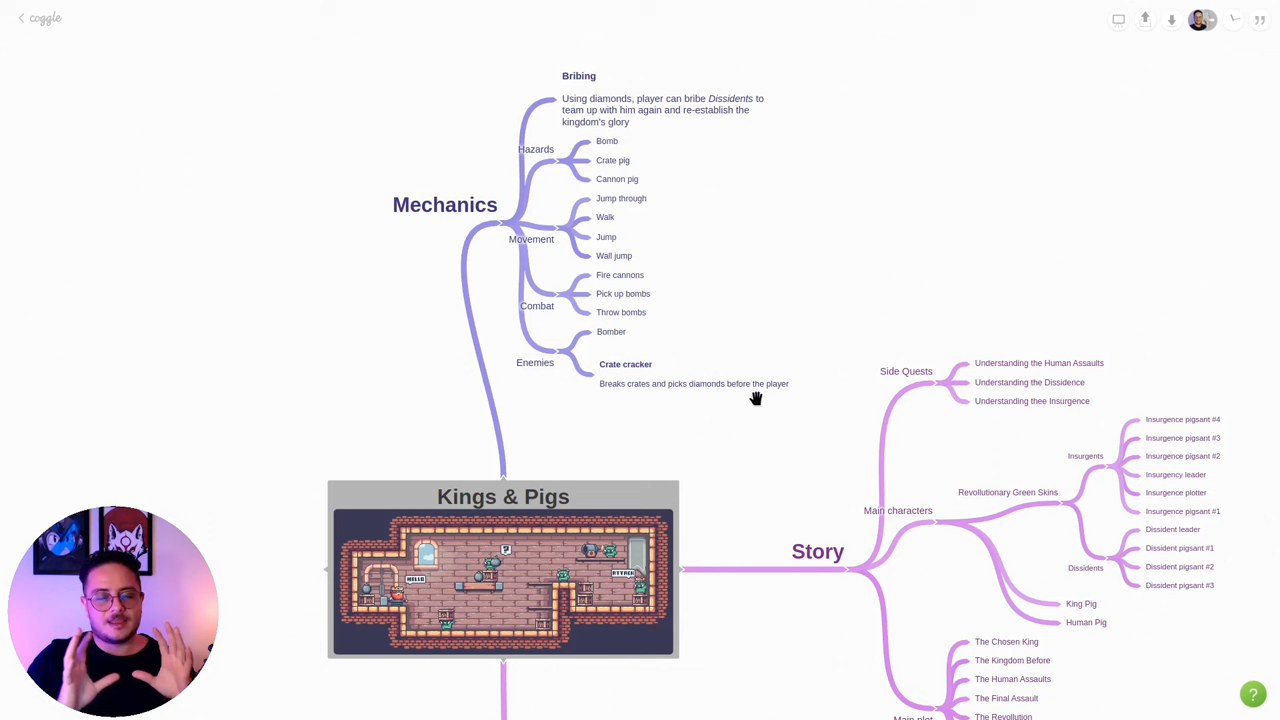 coggle
Bribing
Using diamonds, player can bribe Dissidents to
team up with him again and re-establish the
kingdom's glory
Hazards
Bomb
Crate pig
Cannon pig
Mechanics
Movement
Jump through
Walk
Jump
Wall jump
Combat
Fire cannons
Pick up bombs
Throw bombs
Enemies
Bomber
Crate cracker
Breaks crates and picks diamonds before the player
Kings & Pigs
HELLO
?
ATTACK
Story
Side Quests
Understanding the Human Assaults
Understanding the Dissidence
Understanding thee Insurgence
Main characters
Revolutionary Green Skins
Insurgents
Insurgence pigsant #4
Insurgence pigsant #3
Insurgence pigsant #2
Insurgency leader
Insurgence plotter
Insurgence pigsant #1
Dissidents
Dissident leader
Dissident pigsant #1
Dissident pigsant #2
Dissident pigsant #3
King Pig
Human Pig
Main plot
The Chosen King
The Kingdom Before
The Human Assaults
The Final Assault
The Revolution
?